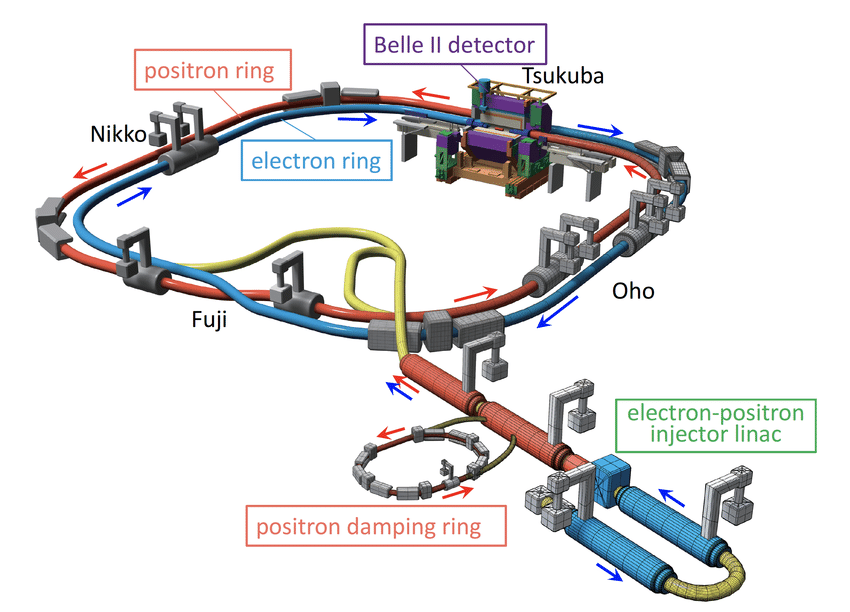 Belle II detector
Tsukuba
positron ring
Nikko
electron ring
Oho
Fuji
electron-positron
injector linac
positron damping ring